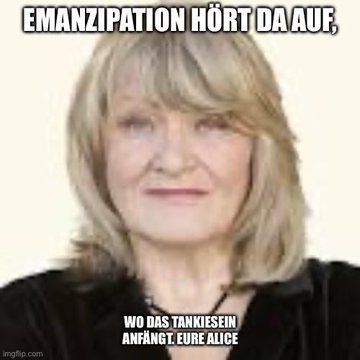 EMANZIPATION HÖRT DA AUF,
WO DAS TANKIESEIN
ANFÄNGT. EURE ALICE
imgflip.com